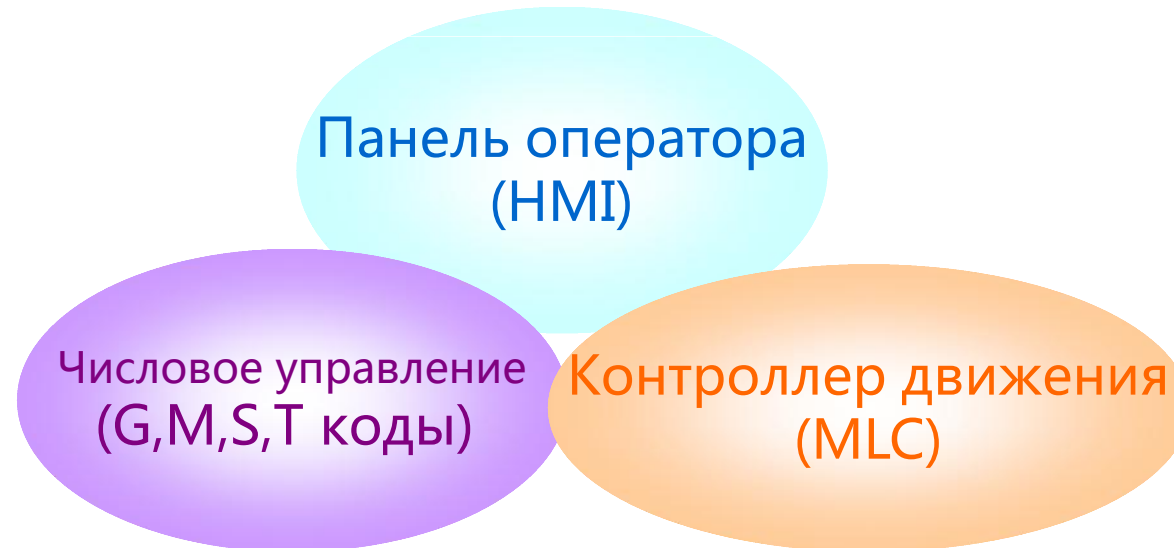 Панель оператора
(HMI)
Числовое управление
(G,M,S,T коды)
Контроллер движения
(MLC)